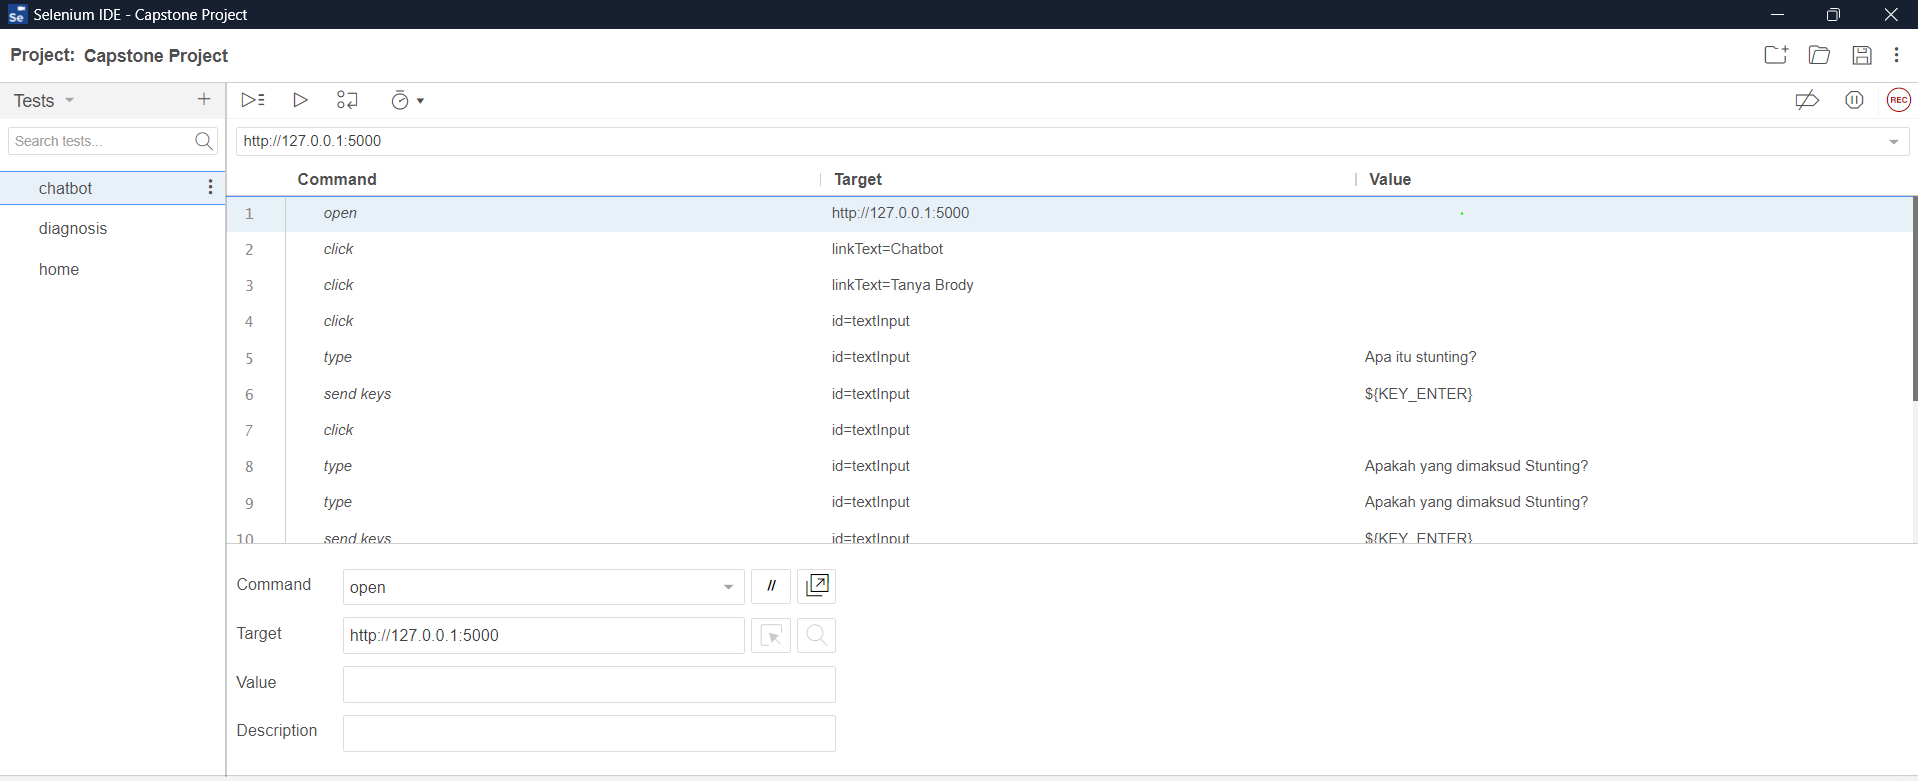 Selenium IDE - Capstone Project
Project: Capstone Project
Tests
Search tests...
chatbot
diagnosis
home
REC
http://127.0.0.1:5000
Command Target Value
1 open http://127.0.0.1:5000
2 click linkText=Chatbot
3 click linkText=Tanya Brody
4 click id=textInput
5 type id=textInput Apa itu stunting?
6 send keys id=textInput ${KEY_ENTER}
7 click id=textInput
8 type id=textInput Apakah yang dimaksud Stunting?
9 type id=textInput Apakah yang dimaksud Stunting?
10 send keys id=textInput ${KEY_ENTER}
Command open //
Target http://127.0.0.1:5000
Value
Description